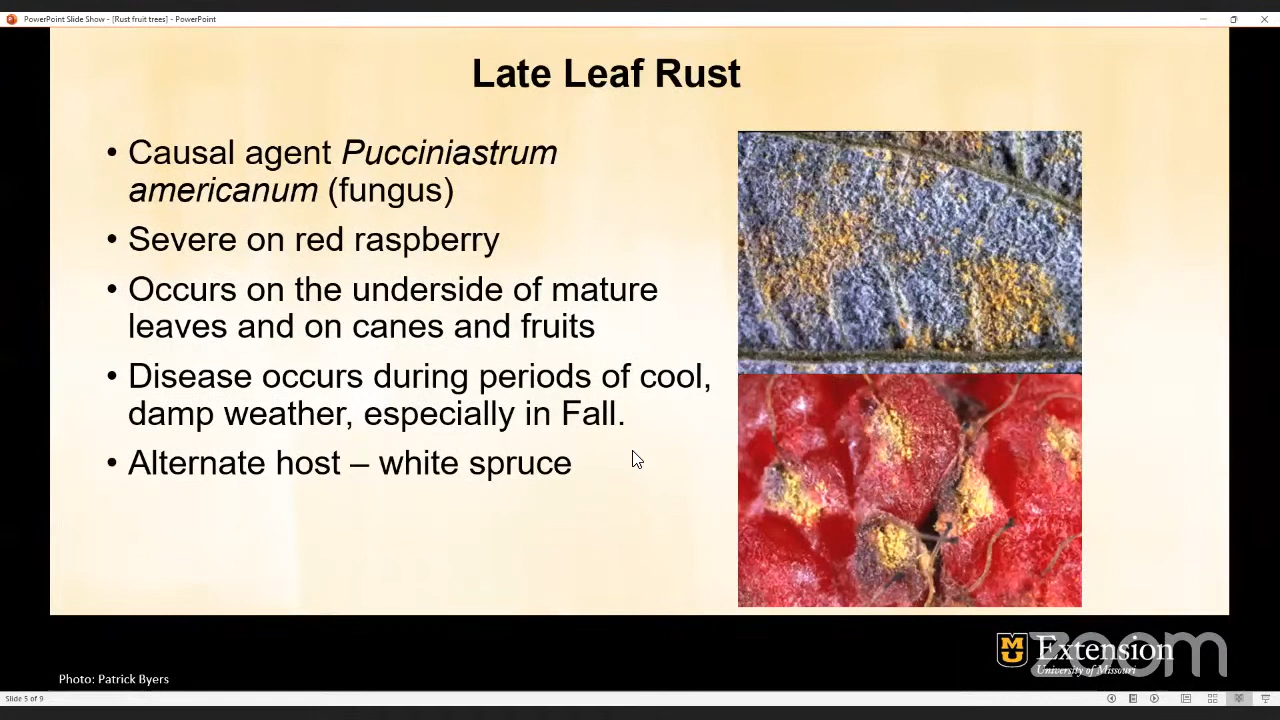 PowerPoint Slide Show - [Rust fruit trees] - PowerPoint
Late Leaf Rust
• Causal agent Pucciniastrum
americanum (fungus)
• Severe on red raspberry
• Occurs on the underside of mature
leaves and on canes and fruits
• Disease occurs during periods of cool,
damp weather, especially in Fall.
• Alternate host – white spruce
Extension
University of Missouri
zoom
Photo: Patrick Byers
Slide 5 of 9